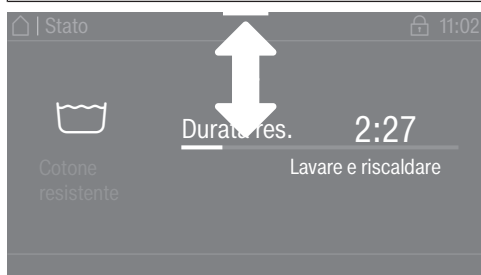 | Stato 11:02
Durata res. 2:27
Cotone Lavare e riscaldare
resistente